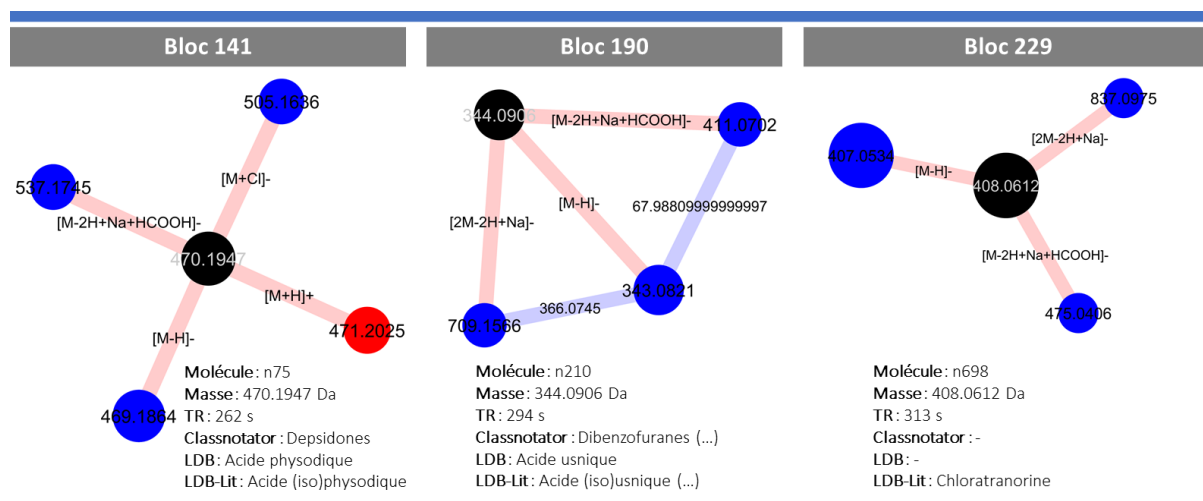 Bloc 141
505.1636
537.1745
[M+Cl]-
[M-2H+Na+HCOOH]-
470.1947
[M+H]+
471.2025
[M-H]-
469.1864
Molécule : n75
Masse : 470.1947 Da
TR : 262 s
Classnotator : Depsidones
LDB : Acide physodique
LDB-Lit : Acide (iso)physodique
Bloc 190
344.0906
[M-2H+Na+HCOOH]-
411.0702
[M-H]-
67.98809999999997
[2M-2H+Na]-
343.0821
366.0745
709.1566
Molécule : n210
Masse : 344.0906 Da
TR : 294 s
Classnotator : Dibenzofuranes (...)
LDB : Acide usnique
LDB-Lit : Acide (iso)usnique (...)
Bloc 229
837.0975
407.0534
[2M-2H+Na]-
[M-H]-
408.0612
[M-2H+Na+HCOOH]-
475.0406
Molécule : n698
Masse : 408.0612 Da
TR : 313 s
Classnotator : -
LDB : -
LDB-Lit : Chloratranorine